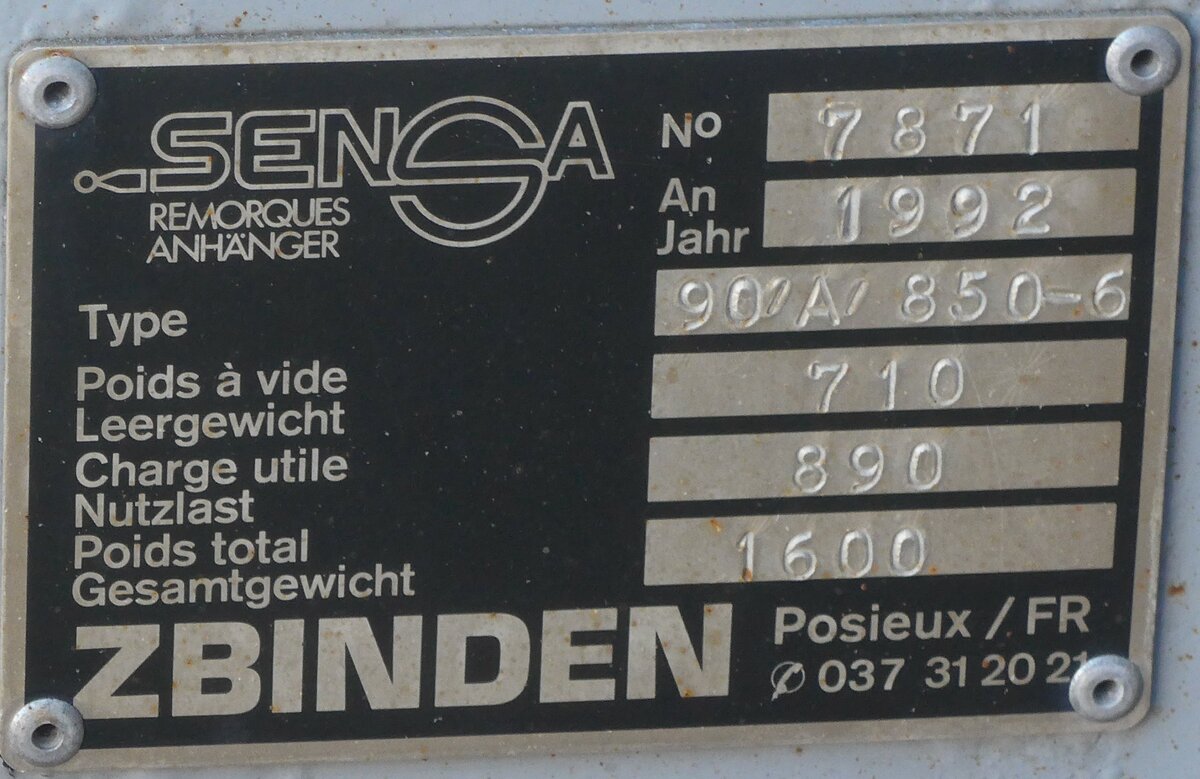 SENSA
REMORQUES
ANHÄNGER
Nº 7871
An
Jahr 1992
Type 90/A/850-6
Poids à vide
Leergewicht 710
Charge utile
Nutzlast 890
Poids total
Gesamtgewicht 1600
ZBINDEN
Posieux / FR
037 31 20 21